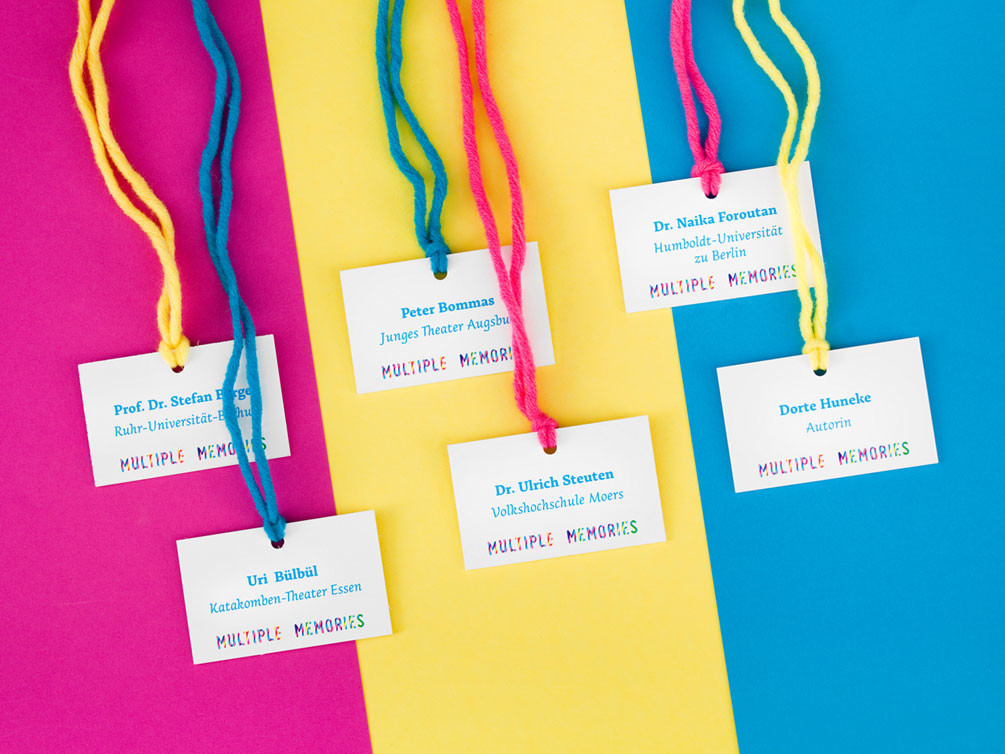 Prof. Dr. Stefan
Ruhr-Universität-
MULTIPLE MEMORIES
Uri Bülbül
Katakomben-Theater Essen
MULTIPLE MEMORIES
Peter Bommas
Junges Theater
MULTIPLE MEMORIES
Dr. Ulrich Steuten
Volkshochschule Moers
MULTIPLE MEMORIES
Dr. Naika Foroutan
Humboldt-Universität
zu Berlin
MULTIPLE MEMORIES
Dorte Huneke
Autorin
MULTIPLE MEMORIES